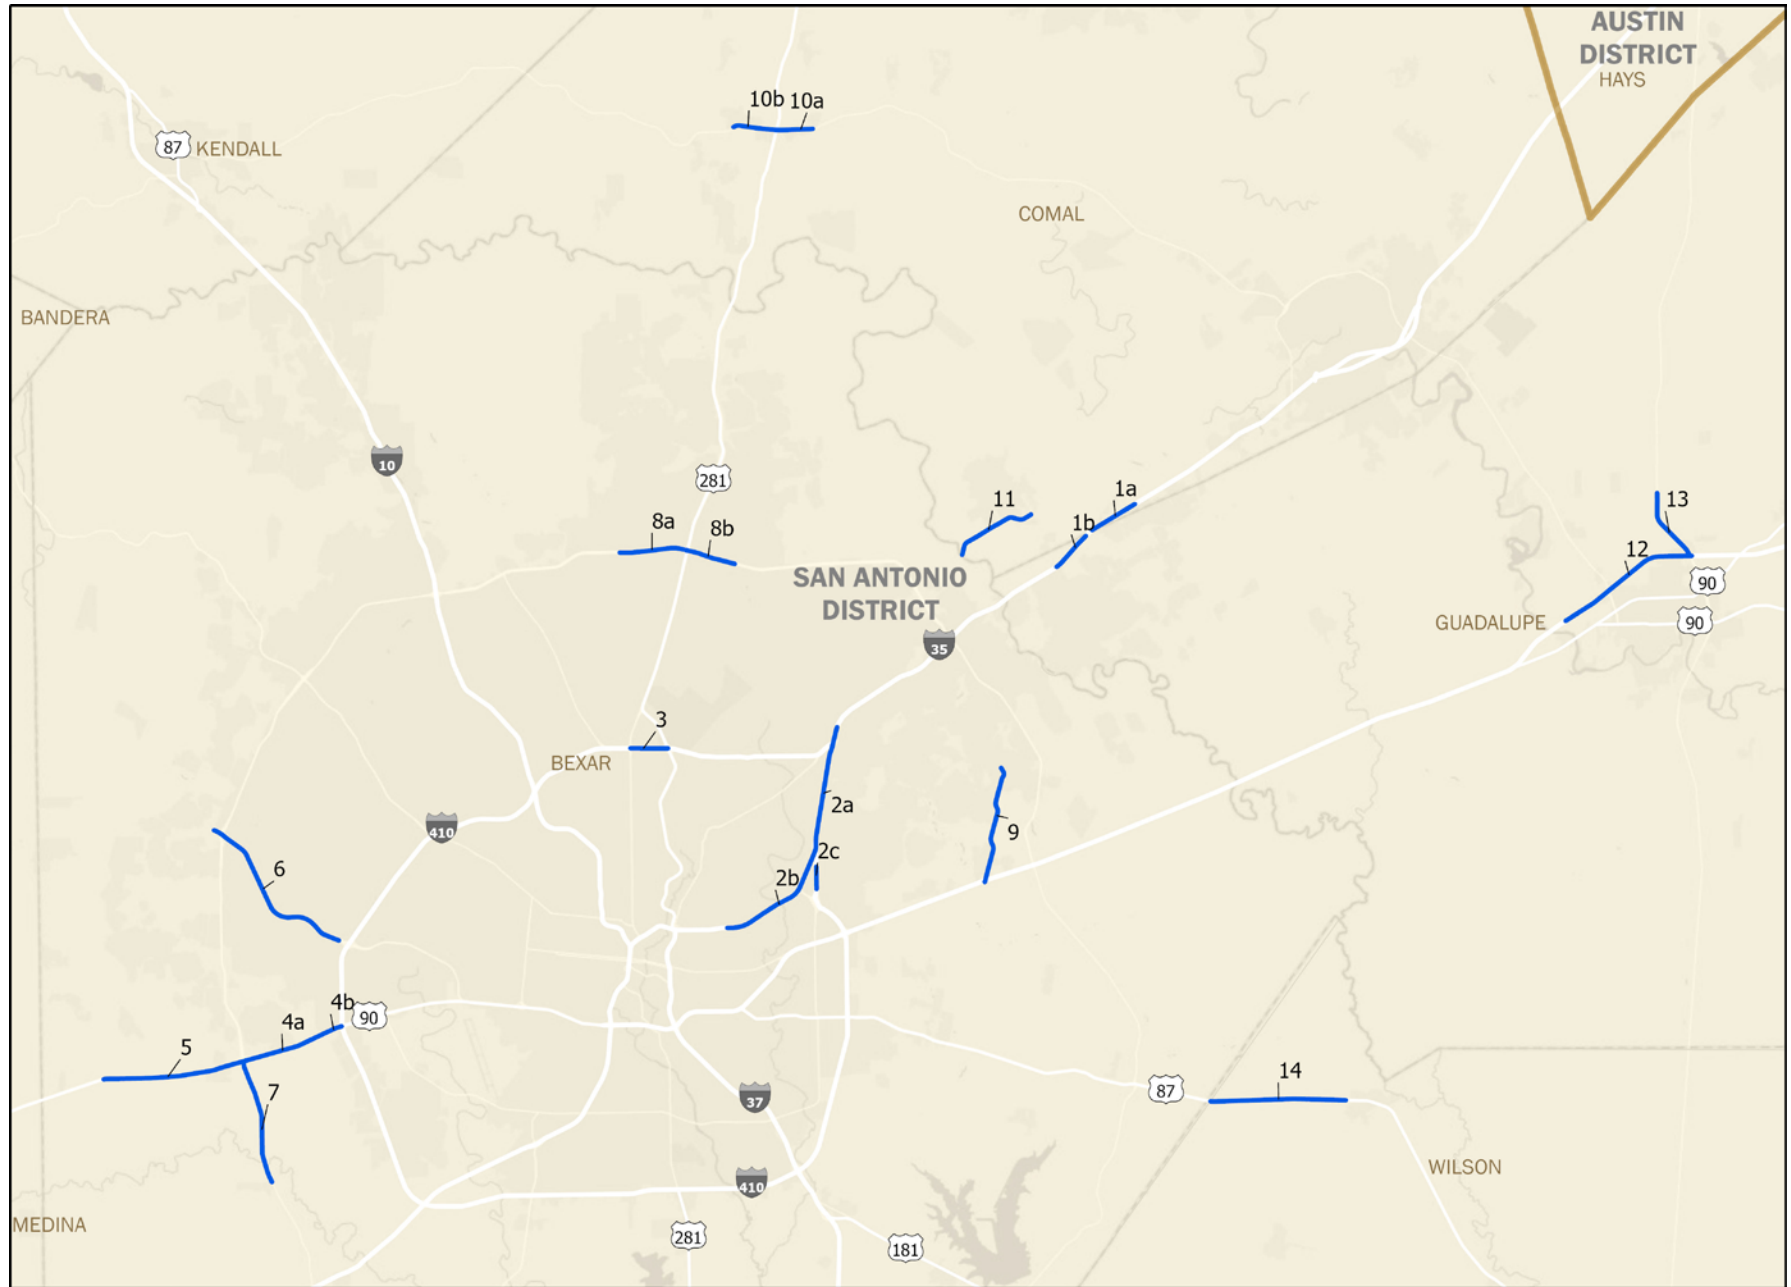 AUSTIN
DISTRICT
HAYS
10b 10a
87 KENDALL
COMAL
BANDERA
10
281
11
1a
1b
13
8a
8b
12
SAN ANTONIO
DISTRICT
90
GUADALUPE
90
35
3
BEXAR
2a
410
9
2c
6
2b
4b
90
4a
5
14
7
87
37
WILSON
410
MEDINA
281
181